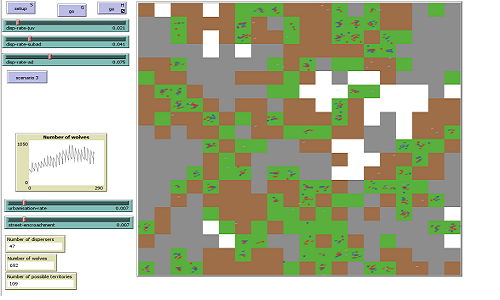 setup S
go G
go H
disp-rate-juv 0.021
disp-rate-subad 0.041
disp-rate-ad 0.075
scenario 3
Number of wolves
1050
0
0 290
urbanisation-rate 0.007
street-encroachment 0.007
Number of dispersers
47
Number of wolves
692
Number of possible territories
109